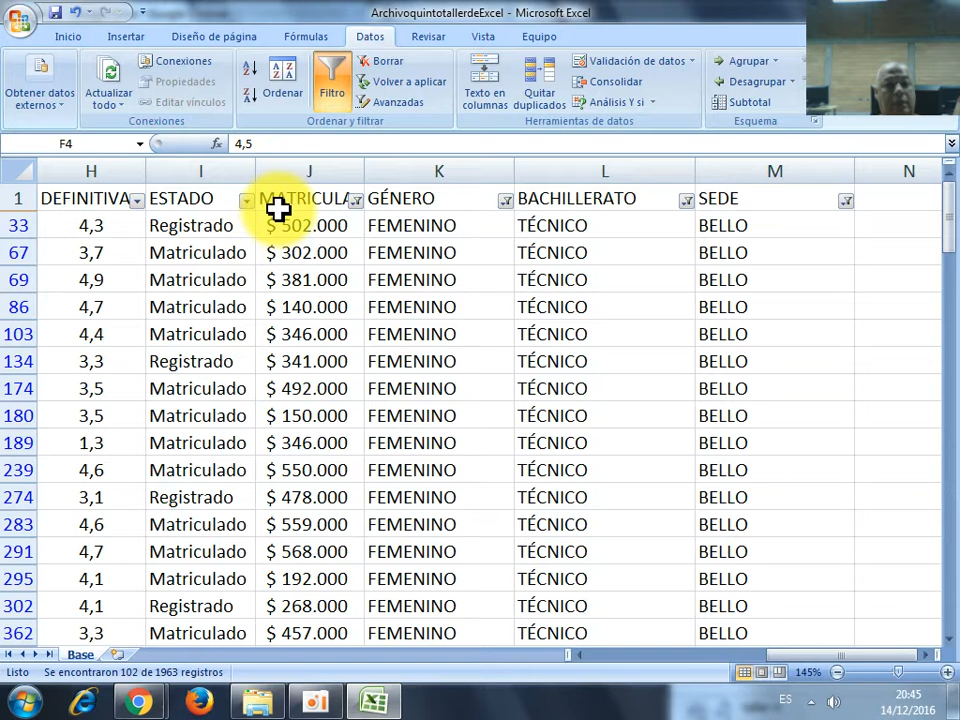 ArchivoquintotallerdeExcel - Microsoft Excel
Inicio Insertar Diseño de página Fórmulas Datos Revisar Vista Equipo
Obtener datos externos
Actualizar todo
Conexiones
Propiedades
Editar vínculos
Conexiones
Ordenar
Filtro
Borrar
Volver a aplicar
Avanzadas
Ordenar y filtrar
Texto en columnas
Quitar duplicados
Validación de datos
Consolidar
Análisis Y si
Herramientas de datos
Agrupar
Desagrupar
Subtotal
Esquema
F4 fx 4,5
H I J K L M N
1 DEFINITIVA ESTADO MATRICULA GÉNERO BACHILLERATO SEDE
33 4,3 Registrado $ 502.000 FEMENINO TÉCNICO BELLO
67 3,7 Matriculado $ 302.000 FEMENINO TÉCNICO BELLO
69 4,9 Matriculado $ 381.000 FEMENINO TÉCNICO BELLO
86 4,7 Matriculado $ 140.000 FEMENINO TÉCNICO BELLO
103 4,4 Matriculado $ 346.000 FEMENINO TÉCNICO BELLO
134 3,3 Registrado $ 341.000 FEMENINO TÉCNICO BELLO
174 3,5 Matriculado $ 492.000 FEMENINO TÉCNICO BELLO
180 3,5 Matriculado $ 150.000 FEMENINO TÉCNICO BELLO
189 1,3 Matriculado $ 346.000 FEMENINO TÉCNICO BELLO
239 4,6 Matriculado $ 550.000 FEMENINO TÉCNICO BELLO
274 3,1 Registrado $ 478.000 FEMENINO TÉCNICO BELLO
283 4,6 Matriculado $ 559.000 FEMENINO TÉCNICO BELLO
291 4,7 Matriculado $ 568.000 FEMENINO TÉCNICO BELLO
295 4,1 Matriculado $ 192.000 FEMENINO TÉCNICO BELLO
302 4,1 Registrado $ 268.000 FEMENINO TÉCNICO BELLO
362 3,3 Matriculado $ 457.000 FEMENINO TÉCNICO BELLO
Base
Listo Se encontraron 102 de 1963 registros 145%
ES 20:45
14/12/2016